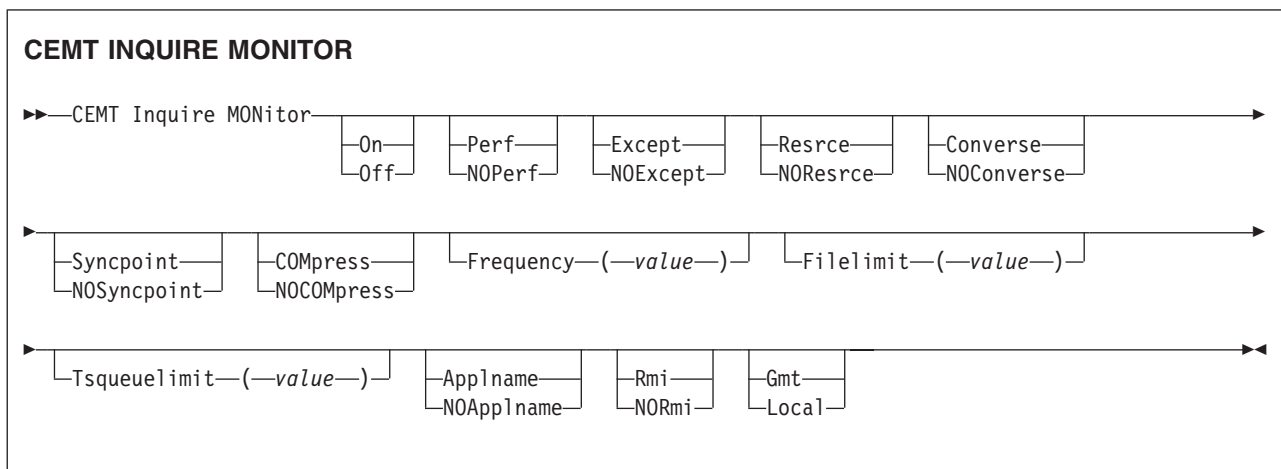 CEMT INQUIRE MONITOR
CEMT Inquire MONitor
On Perf Except Resrce Converse
Off NOPerf NOExcept NOResrce NOConverse
Syncpoint COMpress Frequency ( value ) Filelimit ( value )
NOSyncpoint NOCOMpress
Tsqueuelimit ( value ) Applname Rmi Gmt
NOApplname NORmi Local